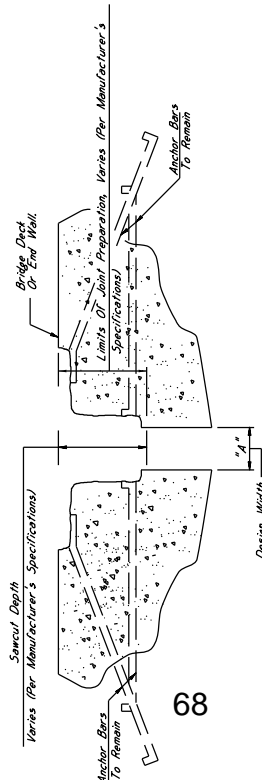 Bridge Deck
Or End Wall.
Limits Of Joint Preparation, Varies (Per Manufacturer's
Specifications)
Anchor Bars
To Remain
Sawcut Depth
Varies (Per Manufacturer's Specifications)
Anchor Bars
To Remain
"A"
Design Width
68